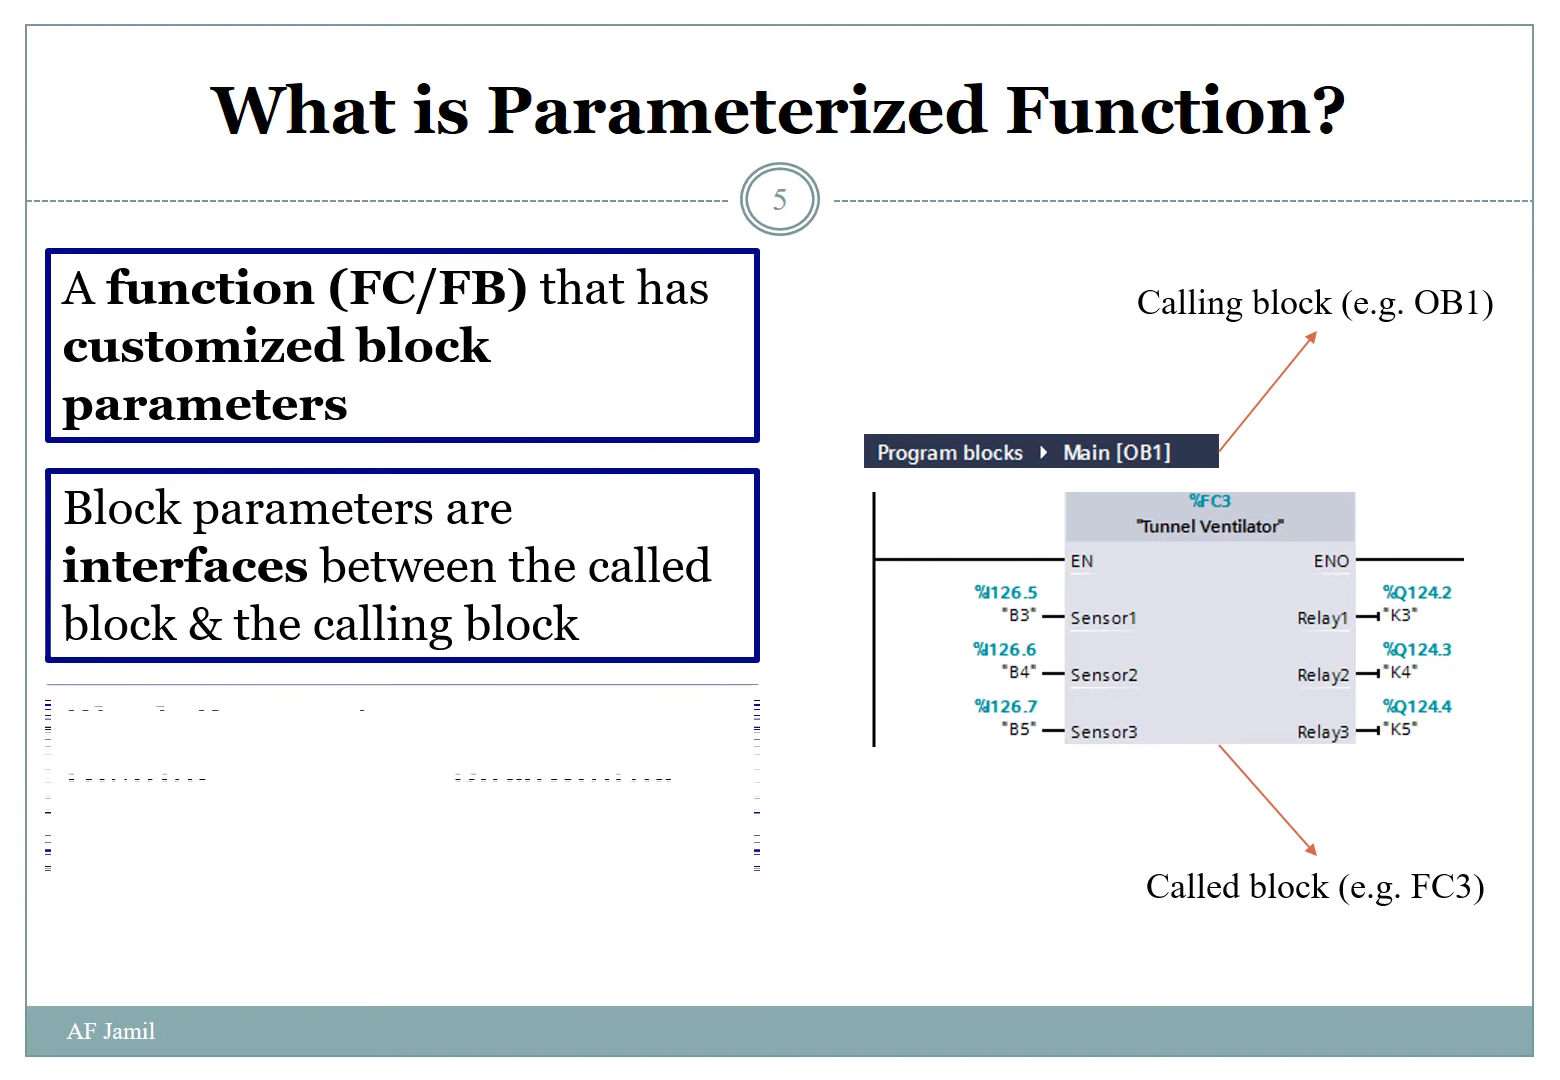 What is Parameterized Function?
5
A function (FC/FB) that has
customized block
parameters
Block parameters are
interfaces between the called
block & the calling block
Calling block (e.g. OB1)
Program blocks Main [OB1]
%FC3
"Tunnel Ventilator"
EN ENO
%I126.5 %Q124.2
"B3" Sensor1 Relay1 "K3"
%I126.6 %Q124.3
"B4" Sensor2 Relay2 "K4"
%I126.7 %Q124.4
"B5" Sensor3 Relay3 "K5"
Called block (e.g. FC3)
AF Jamil